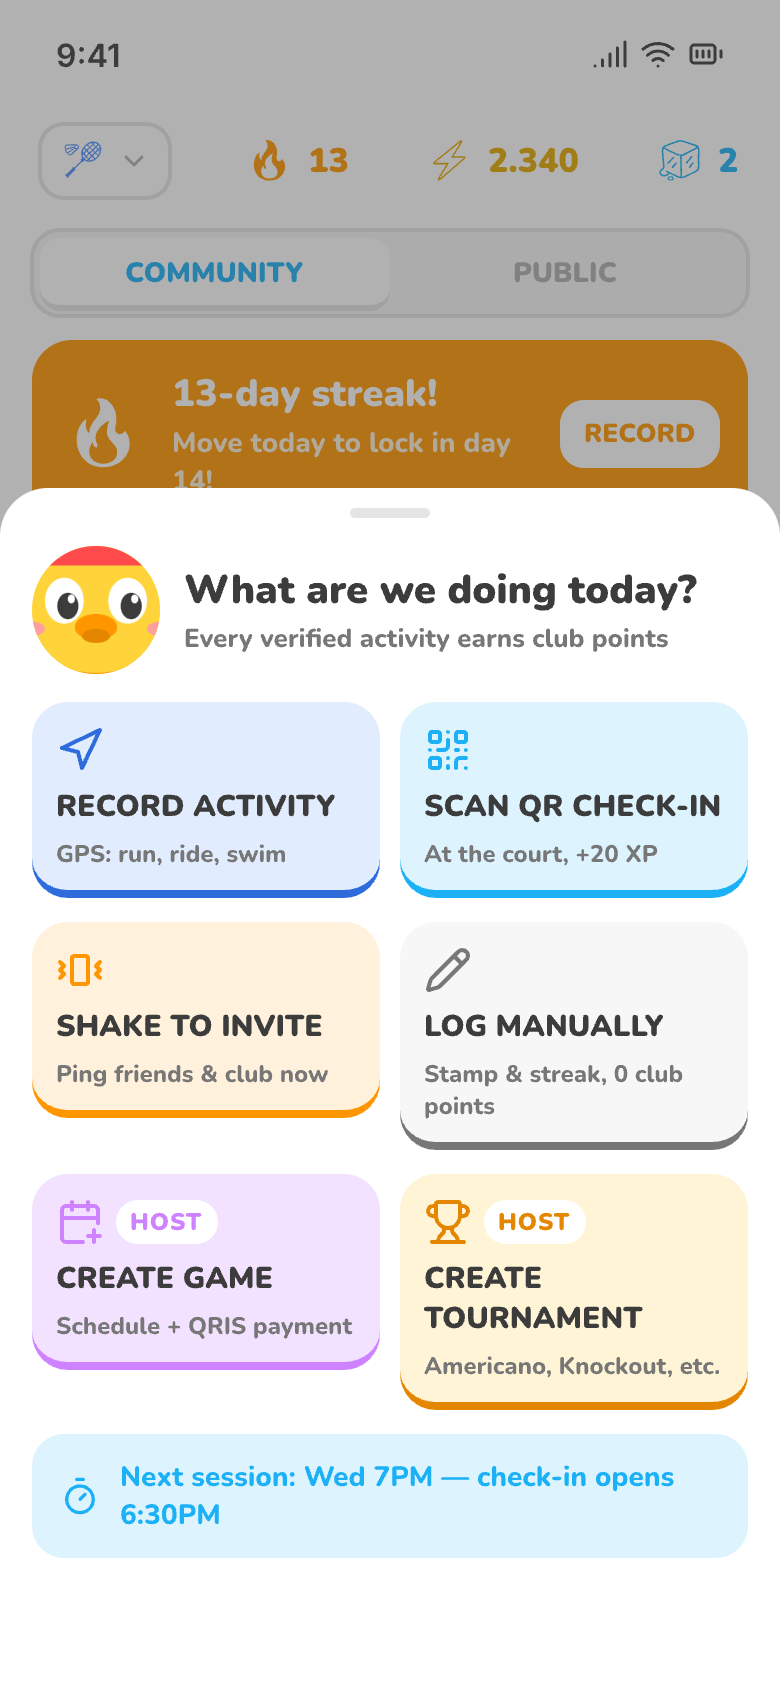 9:41
13
2.340
2
COMMUNITY
PUBLIC
13-day streak!
Move today to lock in day
14!
RECORD
What are we doing today?
Every verified activity earns club points
RECORD ACTIVITY
GPS: run, ride, swim
SCAN QR CHECK-IN
At the court, +20 XP
SHAKE TO INVITE
Ping friends & club now
LOG MANUALLY
Stamp & streak, 0 club
points
HOST
CREATE GAME
Schedule + QRIS payment
HOST
CREATE
TOURNAMENT
Americano, Knockout, etc.
Next session: Wed 7PM — check-in opens
6:30PM